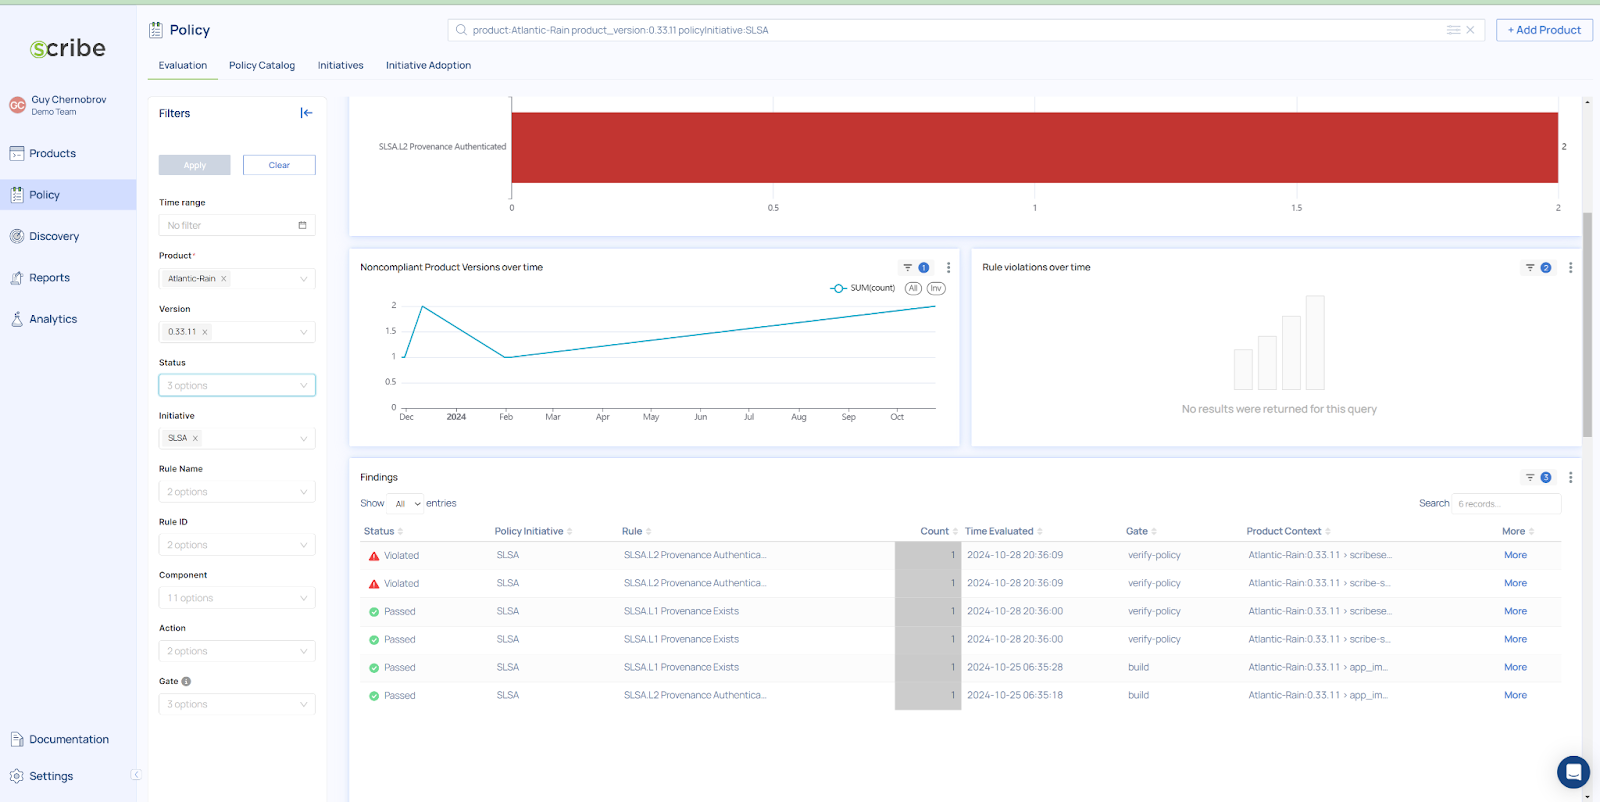 scribe
GC
Guy Chernobrov
Demo Team
Products
Policy
Discovery
Reports
Analytics
Documentation
Settings
Policy
product:Atlantic-Rain product_version:0.33.11 policyInitiative:SLSA
+ Add Product
Evaluation Policy Catalog Initiatives Initiative Adoption
Filters
Apply Clear
Time range
No filter
Product*
Atlantic-Rain
Version
0.33.11
Status
3 options
Initiative
SLSA
Rule Name
2 options
Rule ID
2 options
Component
11 options
Action
2 options
Gate
3 options
SLSA.L2 Provenance Authenticated 2
0 0.5 1 1.5 2
Noncompliant Product Versions over time 1
SUM(count) All Inv
2
1.5
1
0.5
0
Dec 2024 Feb Mar Apr May Jun Jul Aug Sep Oct
Rule violations over time 2
No results were returned for this query
Findings 3
Show All entries Search 6 records...
Status Policy Initiative Rule Count Time Evaluated Gate Product Context More
Violated SLSA SLSA.L2 Provenance Authentica... 1 2024-10-28 20:36:09 verify-policy Atlantic-Rain:0.33.11 > scribese... More
Violated SLSA SLSA.L2 Provenance Authentica... 1 2024-10-28 20:36:09 verify-policy Atlantic-Rain:0.33.11 > scribe-s... More
Passed SLSA SLSA.L1 Provenance Exists 1 2024-10-28 20:36:00 verify-policy Atlantic-Rain:0.33.11 > scribese... More
Passed SLSA SLSA.L1 Provenance Exists 1 2024-10-28 20:36:00 verify-policy Atlantic-Rain:0.33.11 > scribe-s... More
Passed SLSA SLSA.L1 Provenance Exists 1 2024-10-25 06:35:28 build Atlantic-Rain:0.33.11 > app_im... More
Passed SLSA SLSA.L2 Provenance Authentica... 1 2024-10-25 06:35:18 build Atlantic-Rain:0.33.11 > app_im... More